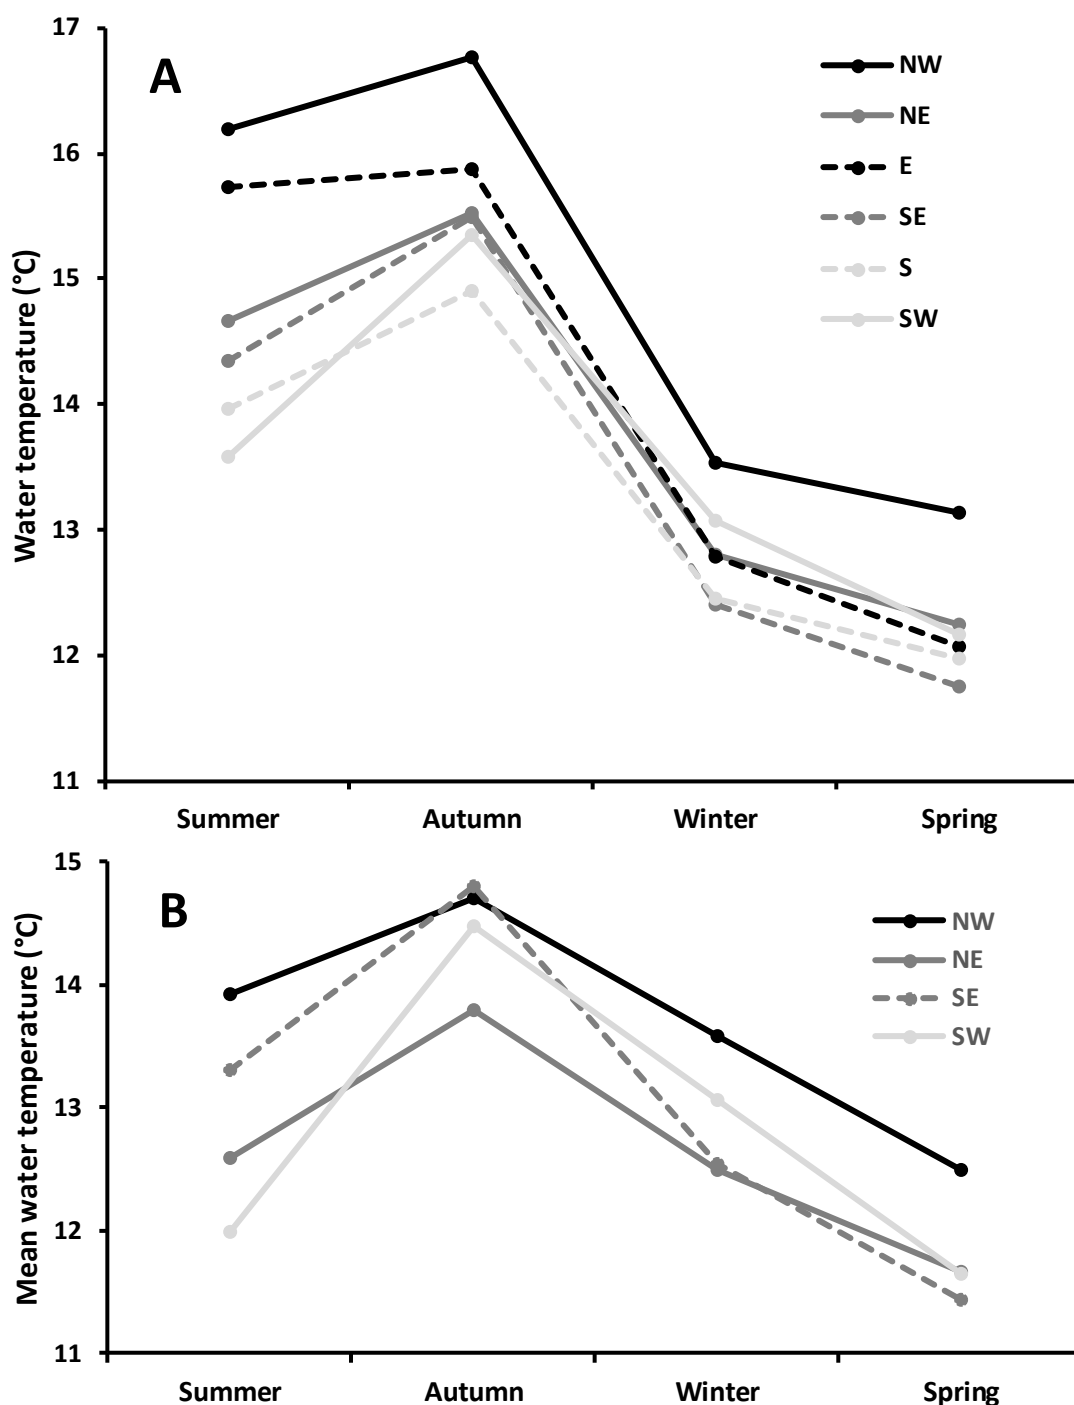 17
A
NW
NE
16
E
SE
15
S
SW
14
13
12
11
Water temperature (°C)
Summer Autumn Winter Spring
15
B
NW
NE
14
SE
SW
13
12
11
Mean water temperature (°C)
Summer Autumn Winter Spring